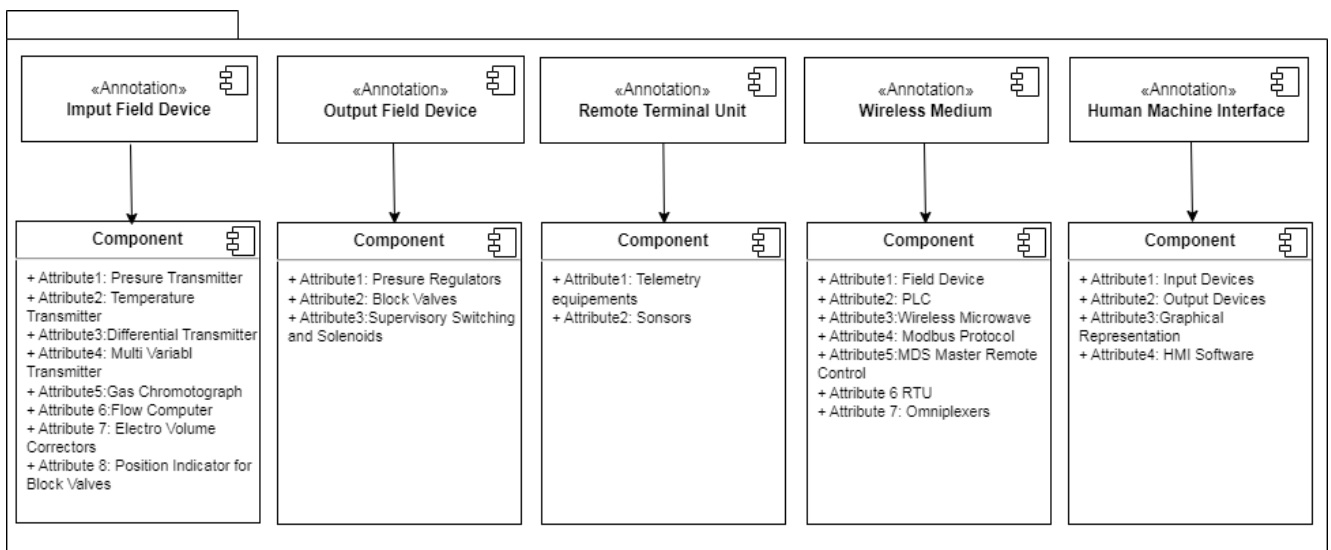 «Annotation»
Imput Field Device
«Annotation»
Output Field Device
«Annotation»
Remote Terminal Unit
«Annotation»
Wireless Medium
«Annotation»
Human Machine Interface
Component
+ Attribute1: Presure Transmitter
+ Attribute2: Temperature
Transmitter
+ Attribute3:Differential Transmitter
+ Attribute4: Multi Variabl
Transmitter
+ Attribute5:Gas Chromotograph
+ Attribute 6:Flow Computer
+ Attribute 7: Electro Volume
Correctors
+ Attribute 8: Position Indicator for
Block Valves
Component
+ Attribute1: Presure Regulators
+ Attribute2: Block Valves
+ Attribute3:Supervisory Switching
and Solenoids
Component
+ Attribute1: Telemetry
equipements
+ Attribute2: Sonsors
Component
+ Attribute1: Field Device
+ Attribute2: PLC
+ Attribute3:Wireless Microwave
+ Attribute4: Modbus Protocol
+ Attribute5:MDS Master Remote
Control
+ Attribute 6 RTU
+ Attribute 7: Omniplexers
Component
+ Attribute1: Input Devices
+ Attribute2: Output Devices
+ Attribute3:Graphical
Representation
+ Attribute4: HMI Software